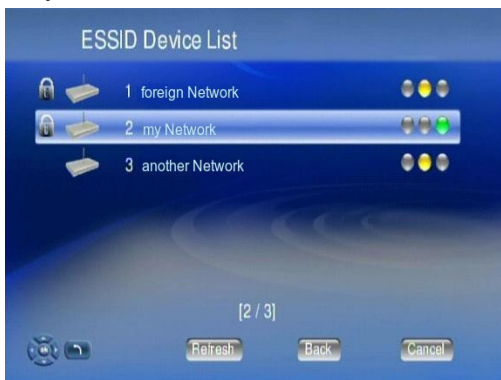 ESSID Device List
1 foreign Network
2 my Network
3 another Network
[2 / 3]
Refresh Back Cancel